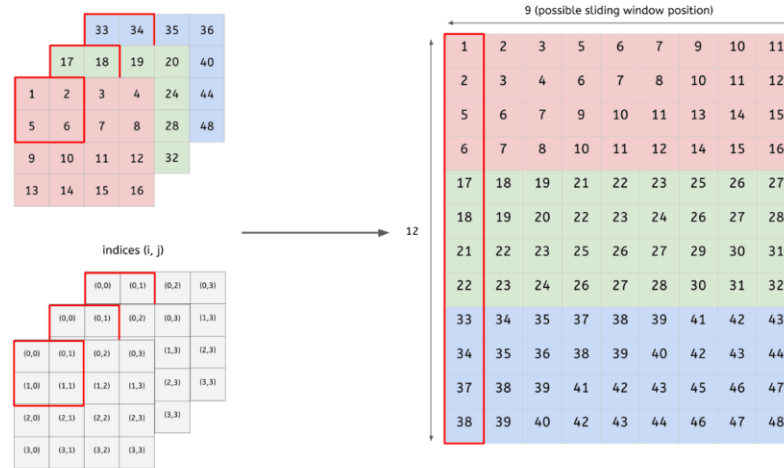 9 (possible sliding window position)
33 34 35 36
17 18 19 20 40
1 2 3 4 24 44
5 6 7 8 28 48
9 10 11 12 32
13 14 15 16
indices (i, j)
(0,0) (0,1) (0,2) (0,3)
(0,0) (0,1) (0,2) (0,3) (1,3)
(0,0) (0,1) (0,2) (0,3) (1,3) (2,3)
(1,0) (1,1) (1,2) (1,3) (2,3) (3,3)
(2,0) (2,1) (2,2) (2,3) (3,3)
(3,0) (3,1) (3,2) (3,3)
12
1 2 3 5 6 7 9 10 11
2 3 4 6 7 8 10 11 12
5 6 7 9 10 11 13 14 15
6 7 8 10 11 12 14 15 16
17 18 19 21 22 23 25 26 27
18 19 20 22 23 24 26 27 28
21 22 23 25 26 27 29 30 31
22 23 24 26 27 28 30 31 32
33 34 35 37 38 39 41 42 43
34 35 36 38 39 40 42 43 44
37 38 39 41 42 43 45 46 47
38 39 40 42 43 44 46 47 48